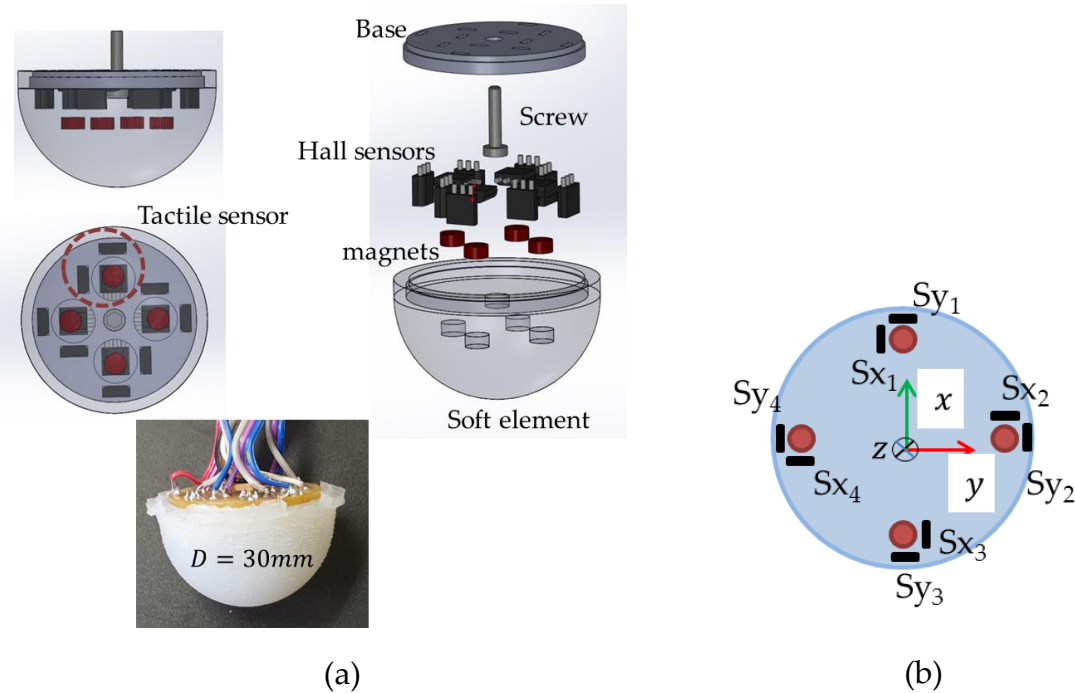 Base
Screw
Hall sensors
Tactile sensor
magnets
Soft element
D = 30mm
(a)
Sy₁
Sx₁
x
Sx₂
Sy₄
z
y
Sx₄
Sy₂
Sx₃
Sy₃
(b)